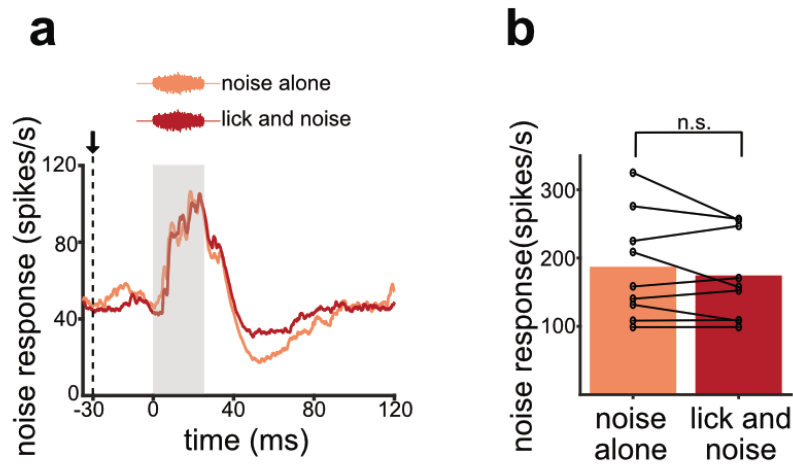 a
noise alone
lick and noise
noise response (spikes/s)
120
80
40
0
-30
0
40
80
120
time (ms)
b
n.s.
noise response(spikes/s)
300
200
100
noise
alone
lick and
noise